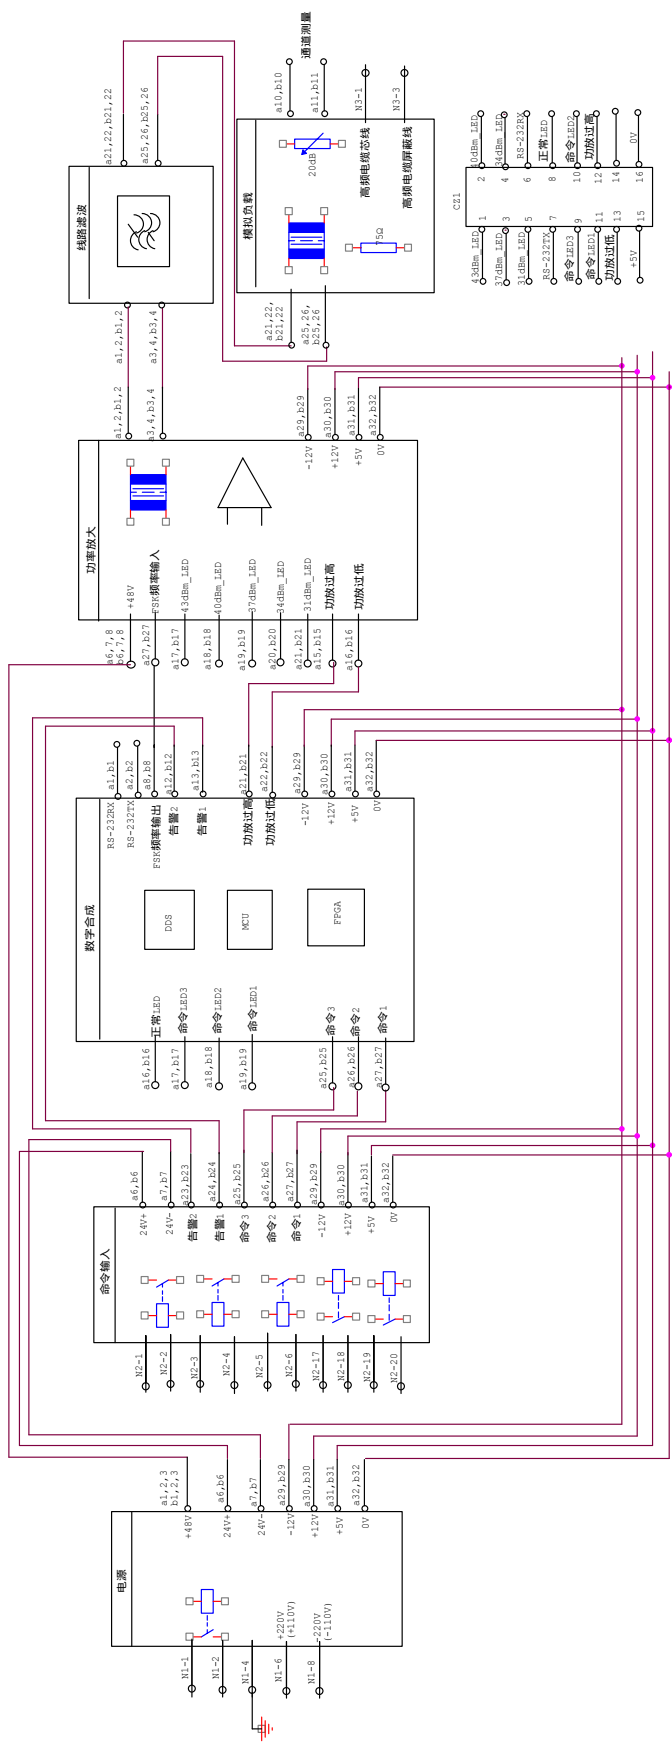 通道测量
a21,22,b21,22
a25,26,b25,26
a10,b10
a11,b11
N3-1
N3-3
线路滤波
模拟负载
20dB
75Ω
高频电缆芯线
高频电缆屏蔽线
a1,2,b1,2
a3,4,b3,4
a21,22,
b21,22
a25,26,
b25,26
CZ1
40dBm_LED
34dBm_LED
RS-232RX
正常LED
命令LED2
功放过高
0V
2
4
6
8
10
12
14
16
1
3
5
7
9
11
13
15
43dBm_LED
37dBm_LED
31dBm_LED
RS-232TX
命令LED3
命令LED1
功放过低
+5V
a1,2,b1,2
a3,4,b3,4
a29,b29
a30,b30
a31,b31
a32,b32
-12V
+12V
+5V
0V
功率放大
+48V
FSK频率输入
43dBm_LED
40dBm_LED
37dBm_LED
34dBm_LED
31dBm_LED
功放过高
功放过低
a6,7,8
b6,7,8
a27,b27
a17,b17
a18,b18
a19,b19
a20,b20
a21,b21
a15,b15
a16,b16
a1,b1
a2,b2
a8,b8
a12,b12
a13,b13
a21,b21
a22,b22
a29,b29
a30,b30
a31,b31
a32,b32
RS-232RX
RS-232TX
FSK频率输出
告警2
告警1
功放过高
功放过低
-12V
+12V
+5V
0V
数字合成
DDS
MCU
FPGA
正常LED
命令LED3
命令LED2
命令LED1
命令3
命令2
命令1
a16,b16
a17,b17
a18,b18
a19,b19
a25,b25
a26,b26
a27,b27
a6,b6
a7,b7
a23,b23
a24,b24
a25,b25
a26,b26
a27,b27
a29,b29
a30,b30
a31,b31
a32,b32
24V+
24V-
告警2
告警1
命令3
命令2
命令1
-12V
+12V
+5V
0V
命令输入
N2-1
N2-2
N2-3
N2-4
N2-5
N2-6
N2-17
N2-18
N2-19
N2-20
a1,2,3
b1,2,3
a6,b6
a7,b7
a29,b29
a30,b30
a31,b31
a32,b32
+48V
24V+
24V-
-12V
+12V
+5V
0V
电源
+220V
(+110V)
-220V
(-110V)
N1-1
N1-2
N1-4
N1-6
N1-8